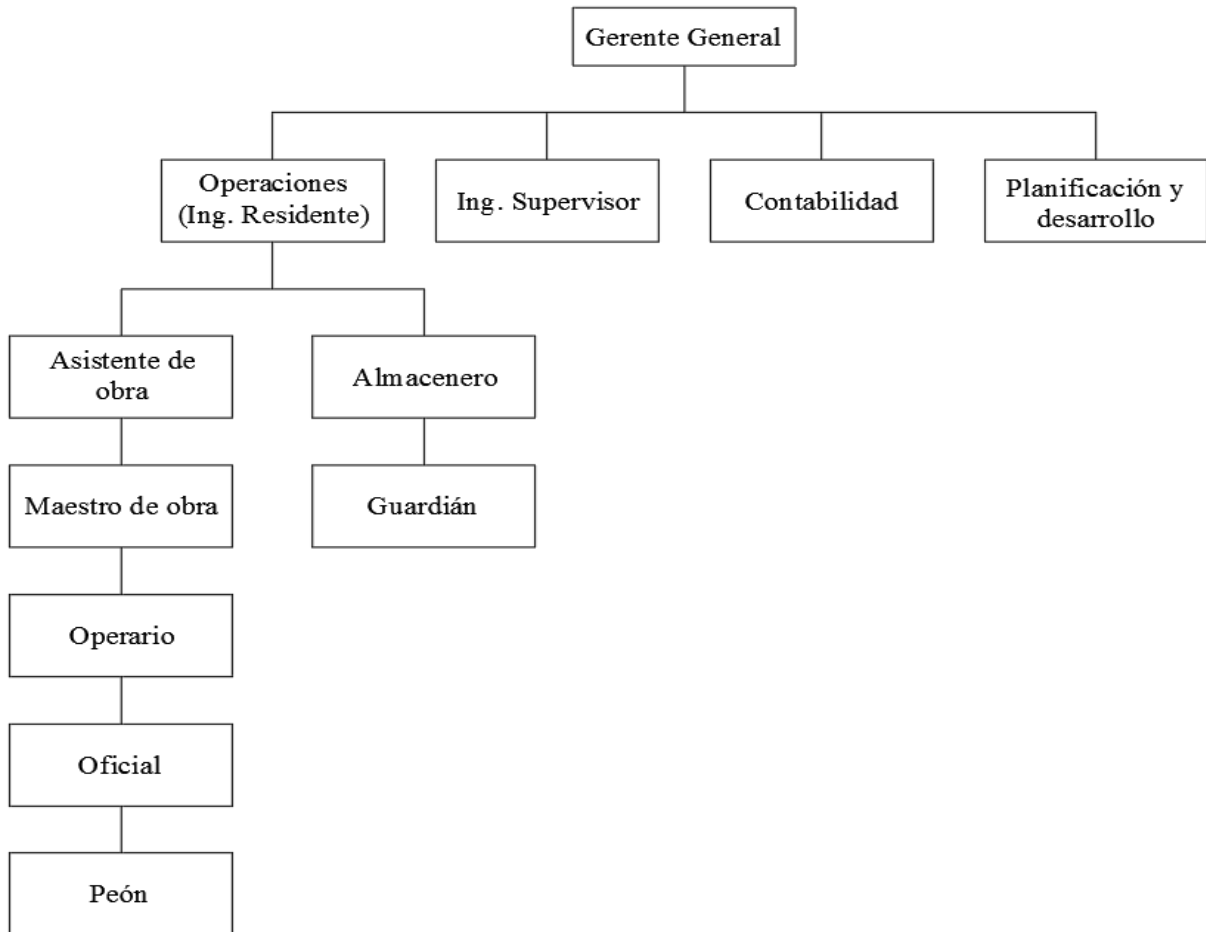 Gerente General
Operaciones
(Ing. Residente)
Ing. Supervisor
Contabilidad
Planificación y
desarrollo
Asistente de
obra
Almacenero
Maestro de obra
Guardián
Operario
Oficial
Peón